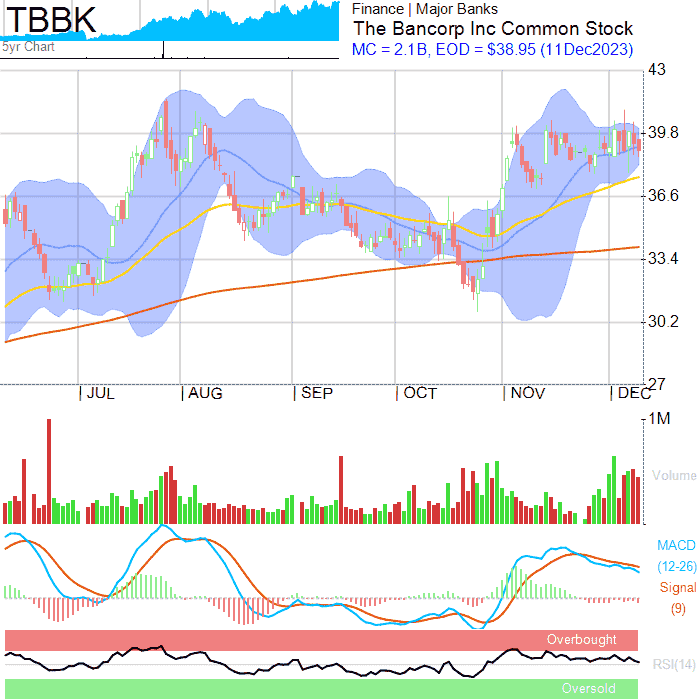 TBBK
5yr Chart
Finance | Major Banks
The Bancorp Inc Common Stock
MC = 2.1B, EOD = $38.95 (11Dec2023)
43
39.8
36.6
33.4
30.2
27
JUL
AUG
SEP
OCT
NOV
DEC
1M
Volume
MACD
(12-26)
Signal
(9)
Overbought
RSI(14)
Oversold